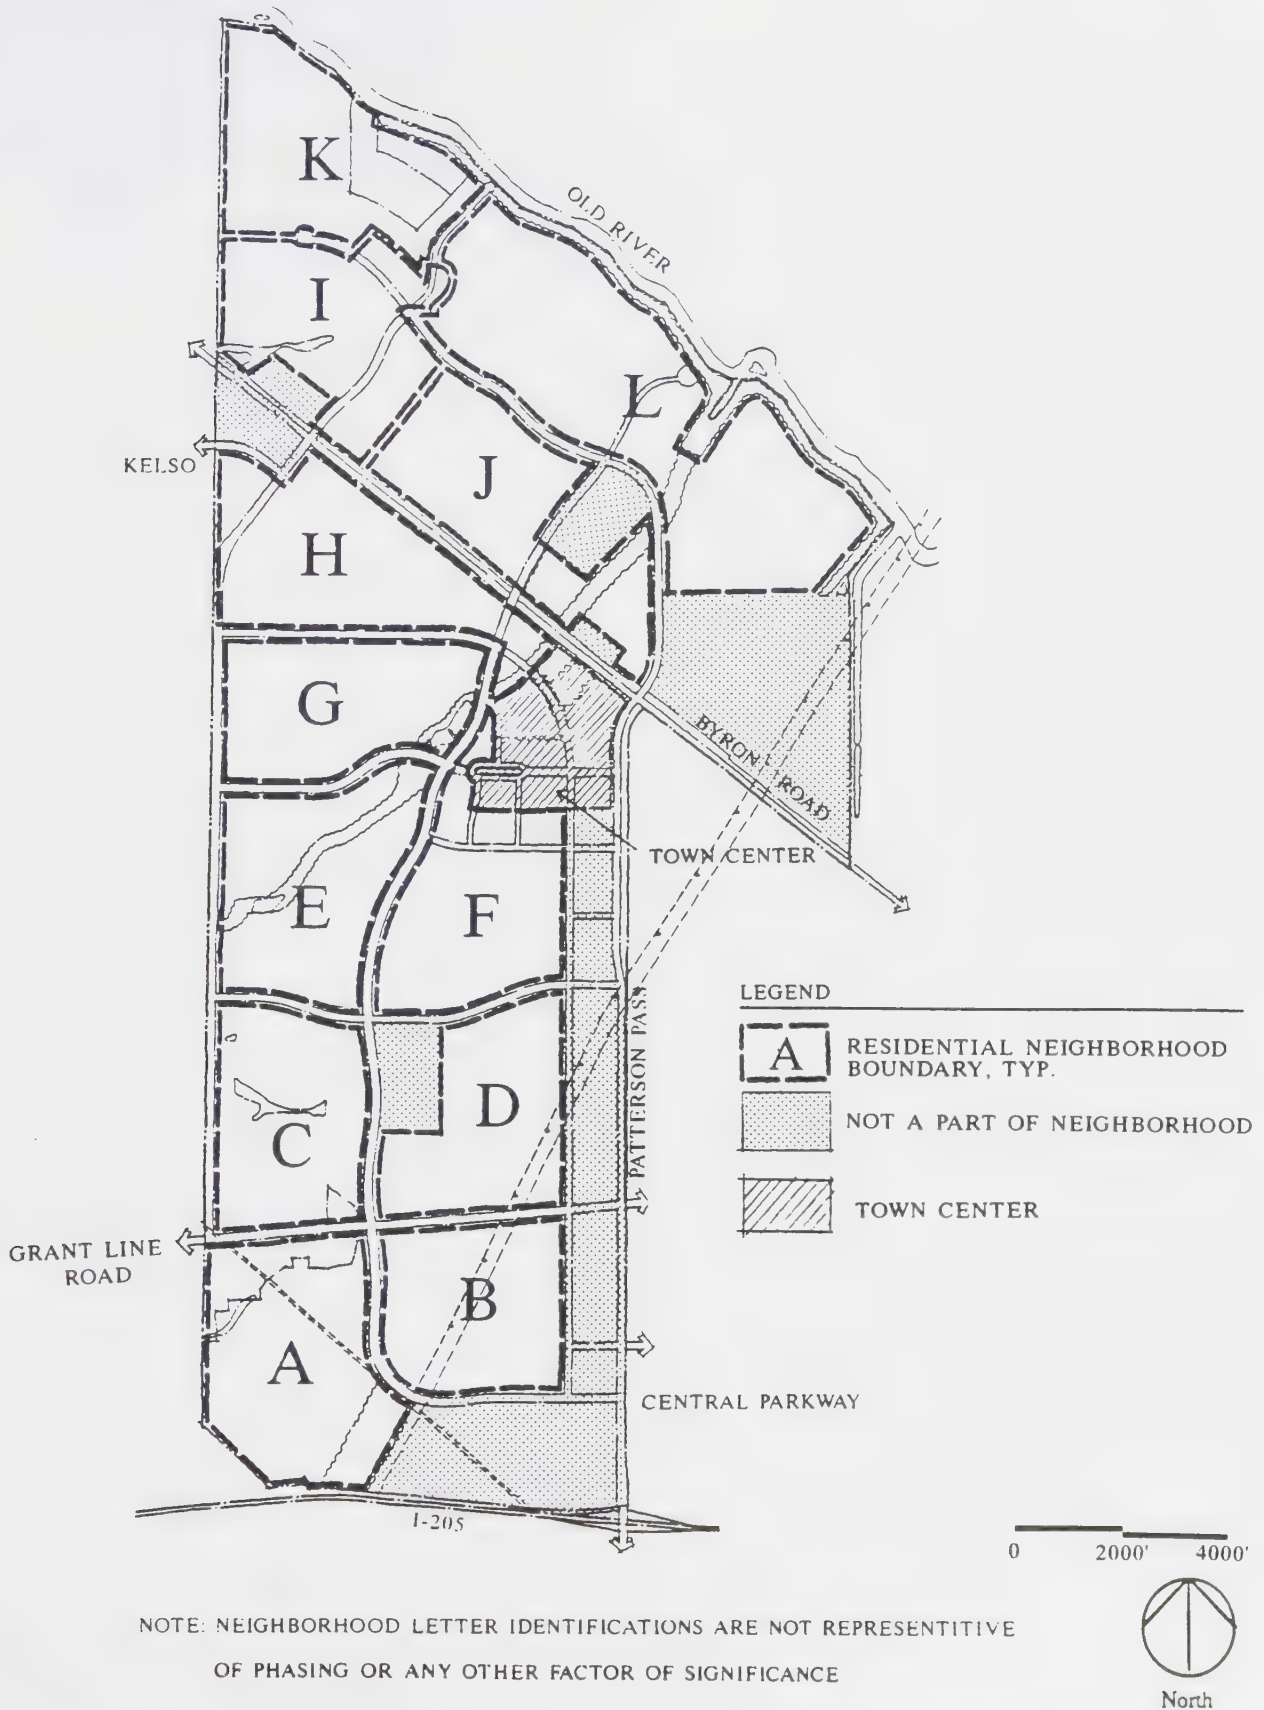 K
OLD RIVER
I
L
KELSO
J
H
G
BYRON ROAD
TOWN CENTER
E
F
LEGEND
A
RESIDENTIAL NEIGHBORHOOD
BOUNDARY, TYP.
NOT A PART OF NEIGHBORHOOD
TOWN CENTER
PATTERSON PASS
D
C
GRANT LINE
ROAD
B
A
CENTRAL PARKWAY
I-205
0 2000' 4000'
NOTE: NEIGHBORHOOD LETTER IDENTIFICATIONS ARE NOT REPRESENTITIVE
OF PHASING OR ANY OTHER FACTOR OF SIGNIFICANCE
North